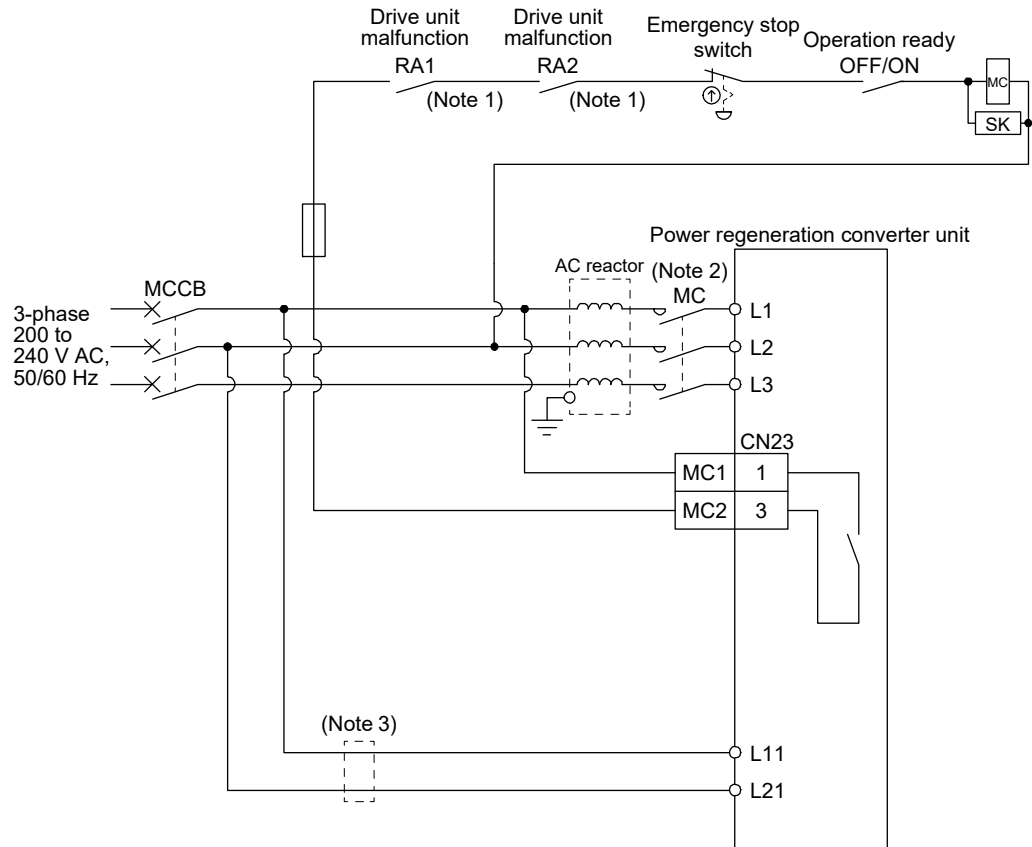 Drive unit
malfunction
RA1
(Note 1)
Drive unit
malfunction
RA2
(Note 1)
Emergency stop
switch
Operation ready
OFF/ON
MC
SK
Power regeneration converter unit
AC reactor
(Note 2)
MC
MCCB
3-phase
200 to
240 V AC,
50/60 Hz
L1
L2
L3
CN23
MC1 1
MC2 3
(Note 3)
L11
L21